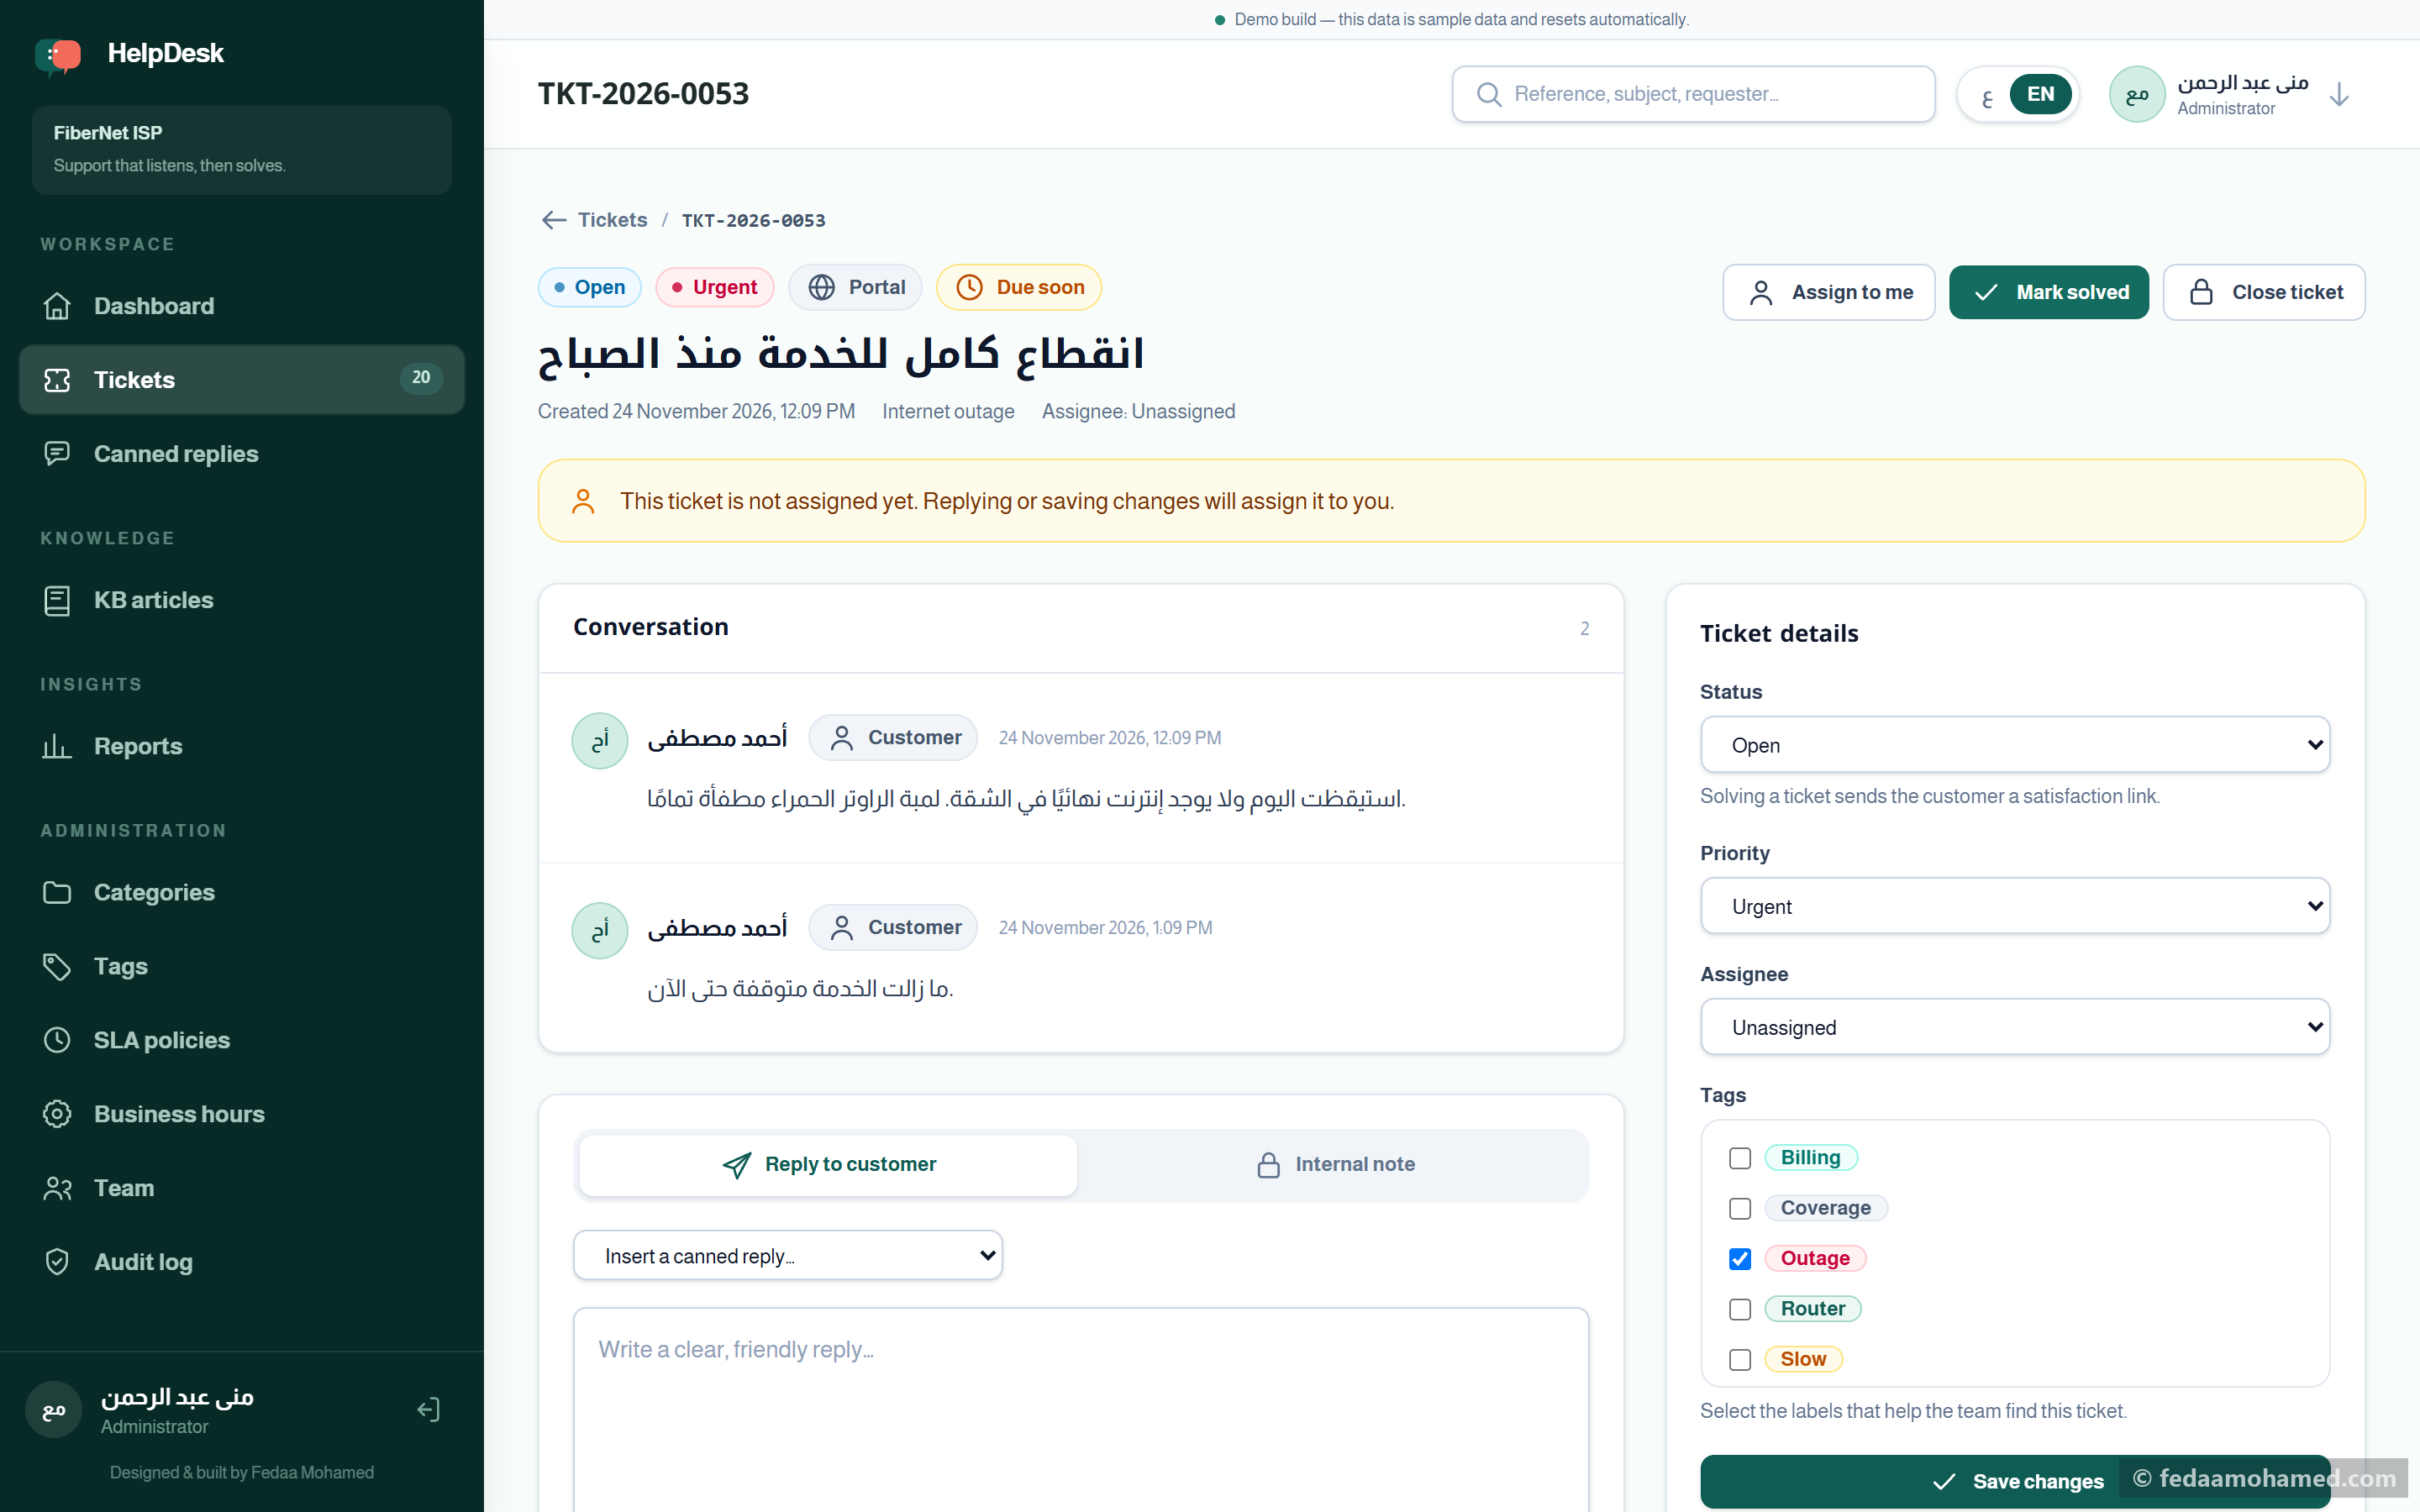 HelpDesk
FiberNet ISP
Support that listens, then solves.
WORKSPACE
Dashboard
Tickets 20
Canned replies
KNOWLEDGE
KB articles
INSIGHTS
Reports
ADMINISTRATION
Categories
Tags
SLA policies
Business hours
Team
Audit log
مع
منى عبد الرحمن
Administrator
Designed & built by Fedaa Mohamed
Demo build — this data is sample data and resets automatically.
TKT-2026-0053
Reference, subject, requester...
ع EN
مع
منى عبد الرحمن
Administrator
Tickets / TKT-2026-0053
Open Urgent Portal Due soon
Assign to me Mark solved Close ticket
انقطاع كامل للخدمة منذ الصباح
Created 24 November 2026, 12:09 PM Internet outage Assignee: Unassigned
This ticket is not assigned yet. Replying or saving changes will assign it to you.
Conversation 2
أح أحمد مصطفى Customer 24 November 2026, 12:09 PM
استيقظت اليوم ولا يوجد إنترنت نهائيًا في الشقة. لمبة الراوتر الحمراء مطفأة تمامًا.
أح أحمد مصطفى Customer 24 November 2026, 1:09 PM
ما زالت الخدمة متوقفة حتى الآن.
Reply to customer Internal note
Insert a canned reply...
Write a clear, friendly reply...
Ticket details
Status
Open
Solving a ticket sends the customer a satisfaction link.
Priority
Urgent
Assignee
Unassigned
Tags
Billing
Coverage
Outage
Router
Slow
Select the labels that help the team find this ticket.
Save changes
© fedaamohamed.com